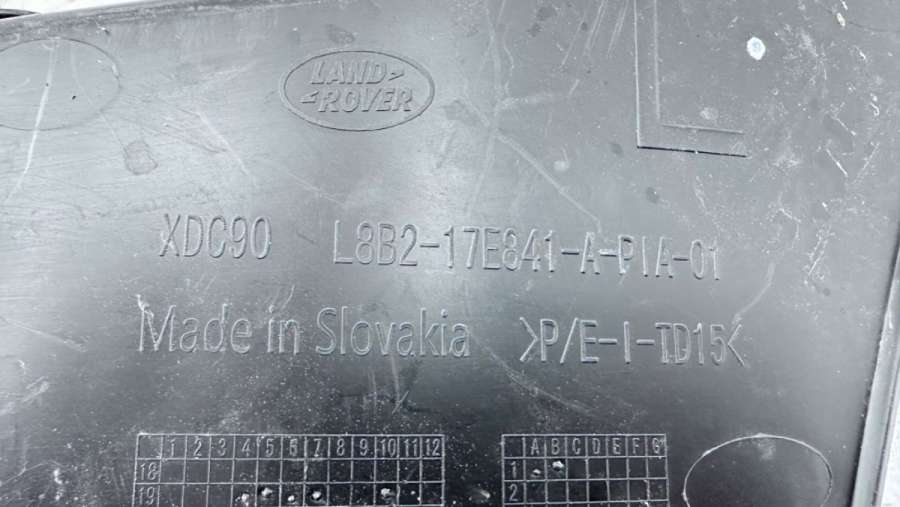 LAND
ROVER
XDC90 L8B2-17E841-A-PIA-01
Made in Slovakia >P/E-I-TD15<
1 2 3 4 5 6 7 8 9 10 11 12
18
19
A B C D E F G
1
2